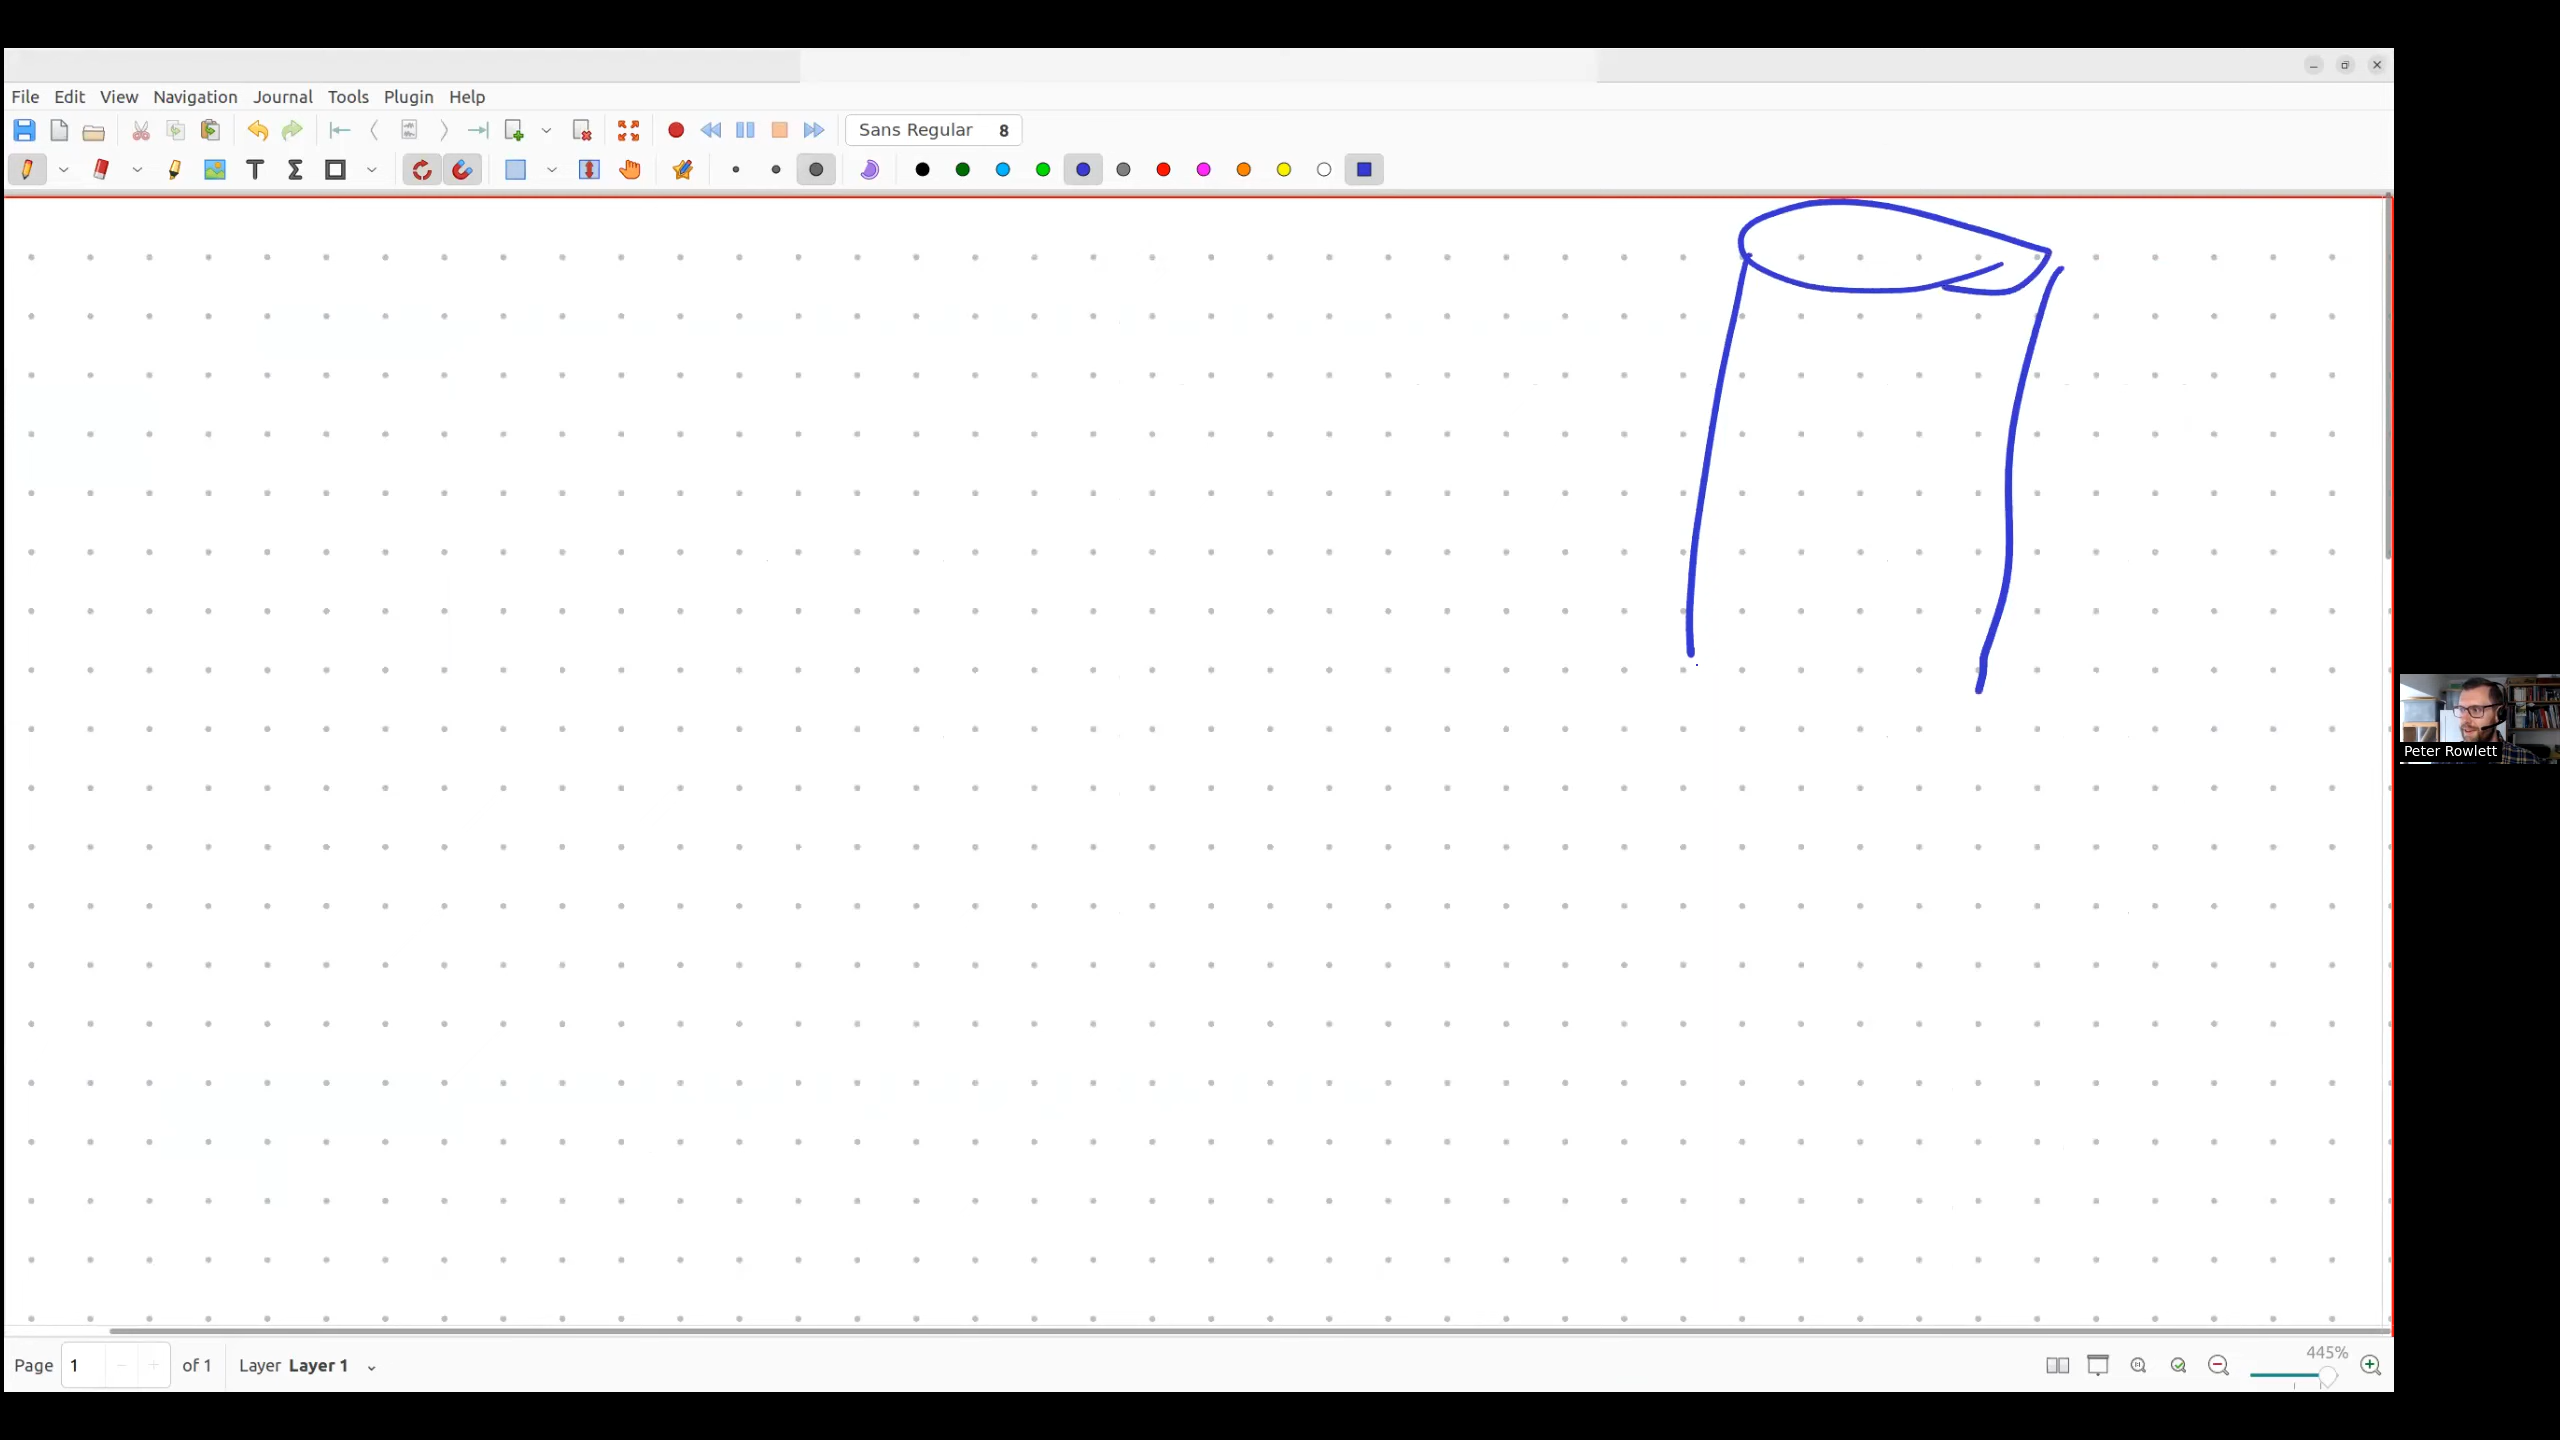 File Edit View Navigation Journal Tools Plugin Help
Sans Regular 8
T Σ
Peter Rowlett
445%
Page 1 of 1 Layer Layer 1